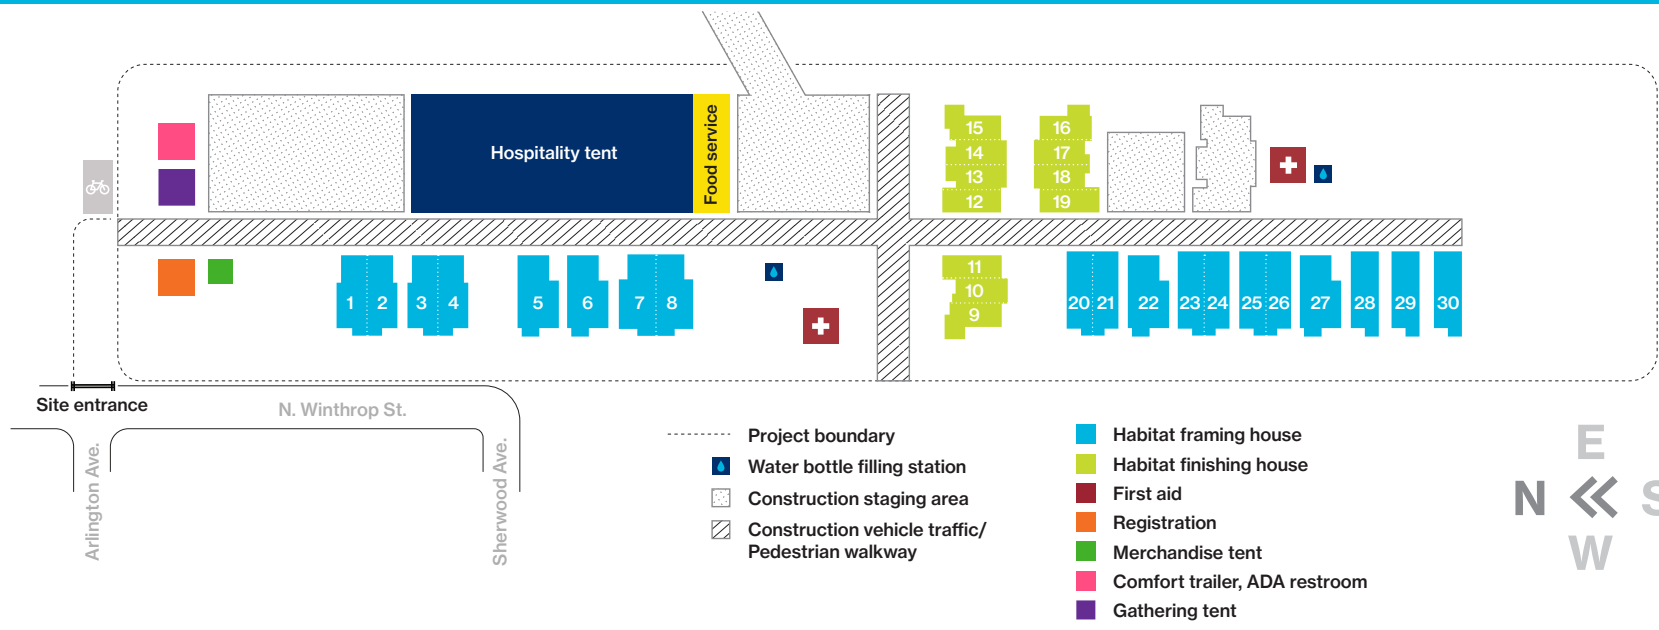 Hospitality tent
Food service
15
14
13
12
16
17
18
19
1
2
3
4
5
6
7
8
11
10
9
20
21
22
23
24
25
26
27
28
29
30
Site entrance
N. Winthrop St.
Arlington Ave.
Sherwood Ave.
Project boundary
Water bottle filling station
Construction staging area
Construction vehicle traffic/
Pedestrian walkway
Habitat framing house
Habitat finishing house
First aid
Registration
Merchandise tent
Comfort trailer, ADA restroom
Gathering tent
E
N
S
W